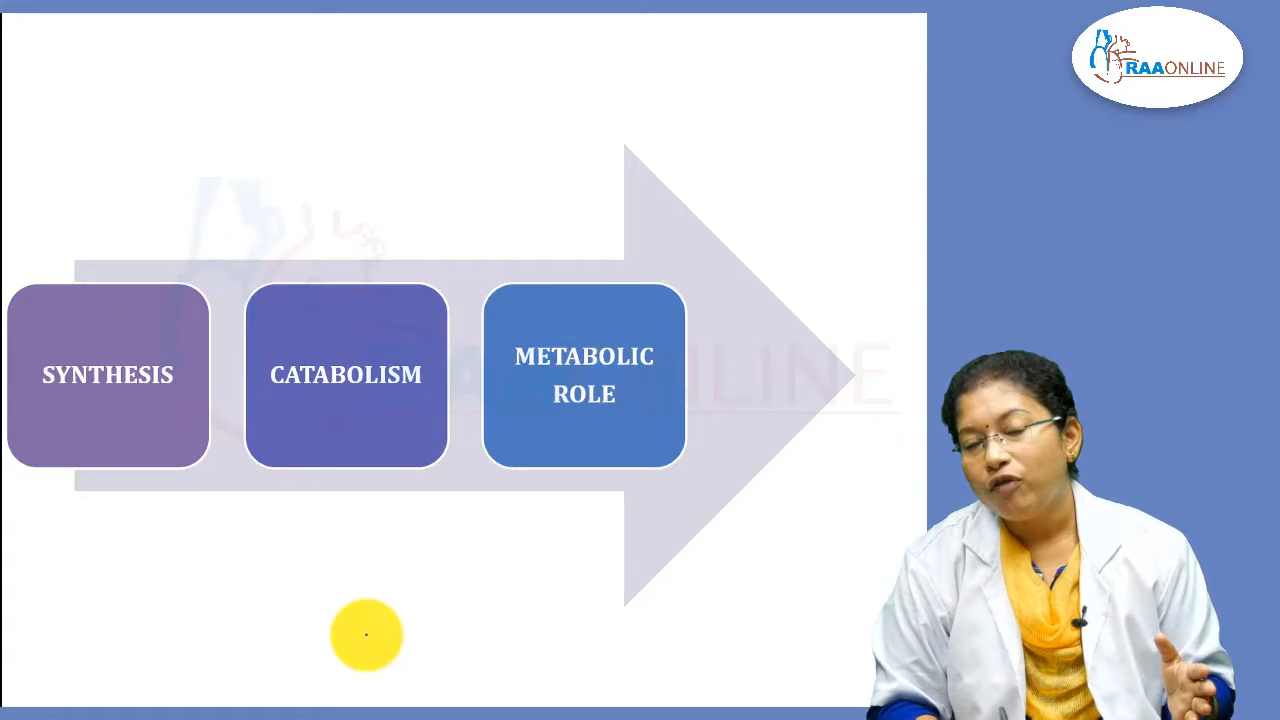 RAAONLINE
SYNTHESIS
CATABOLISM
METABOLIC
ROLE